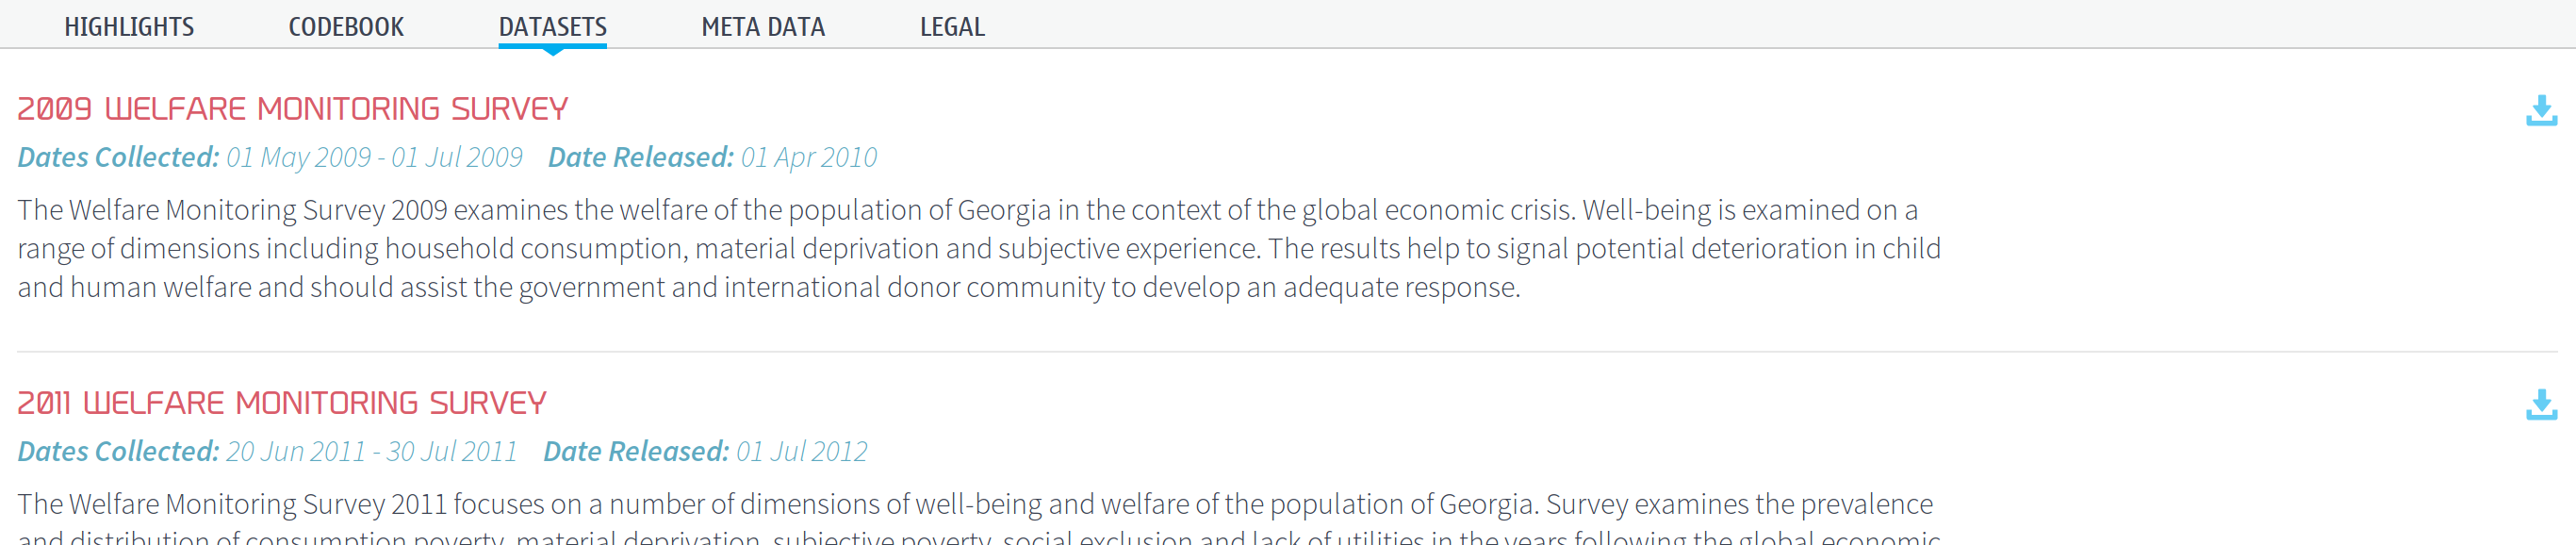 HIGHLIGHTS CODEBOOK DATASETS META DATA LEGAL
2009 WELFARE MONITORING SURVEY
Dates Collected: 01 May 2009 - 01 Jul 2009 Date Released: 01 Apr 2010
The Welfare Monitoring Survey 2009 examines the welfare of the population of Georgia in the context of the global economic crisis. Well-being is examined on a
range of dimensions including household consumption, material deprivation and subjective experience. The results help to signal potential deterioration in child
and human welfare and should assist the government and international donor community to develop an adequate response.
2011 WELFARE MONITORING SURVEY
Dates Collected: 20 Jun 2011 - 30 Jul 2011 Date Released: 01 Jul 2012
The Welfare Monitoring Survey 2011 focuses on a number of dimensions of well-being and welfare of the population of Georgia. Survey examines the prevalence
and distribution of consumption poverty, material deprivation, subjective poverty, social exclusion and lack of utilities in the years following the global economic